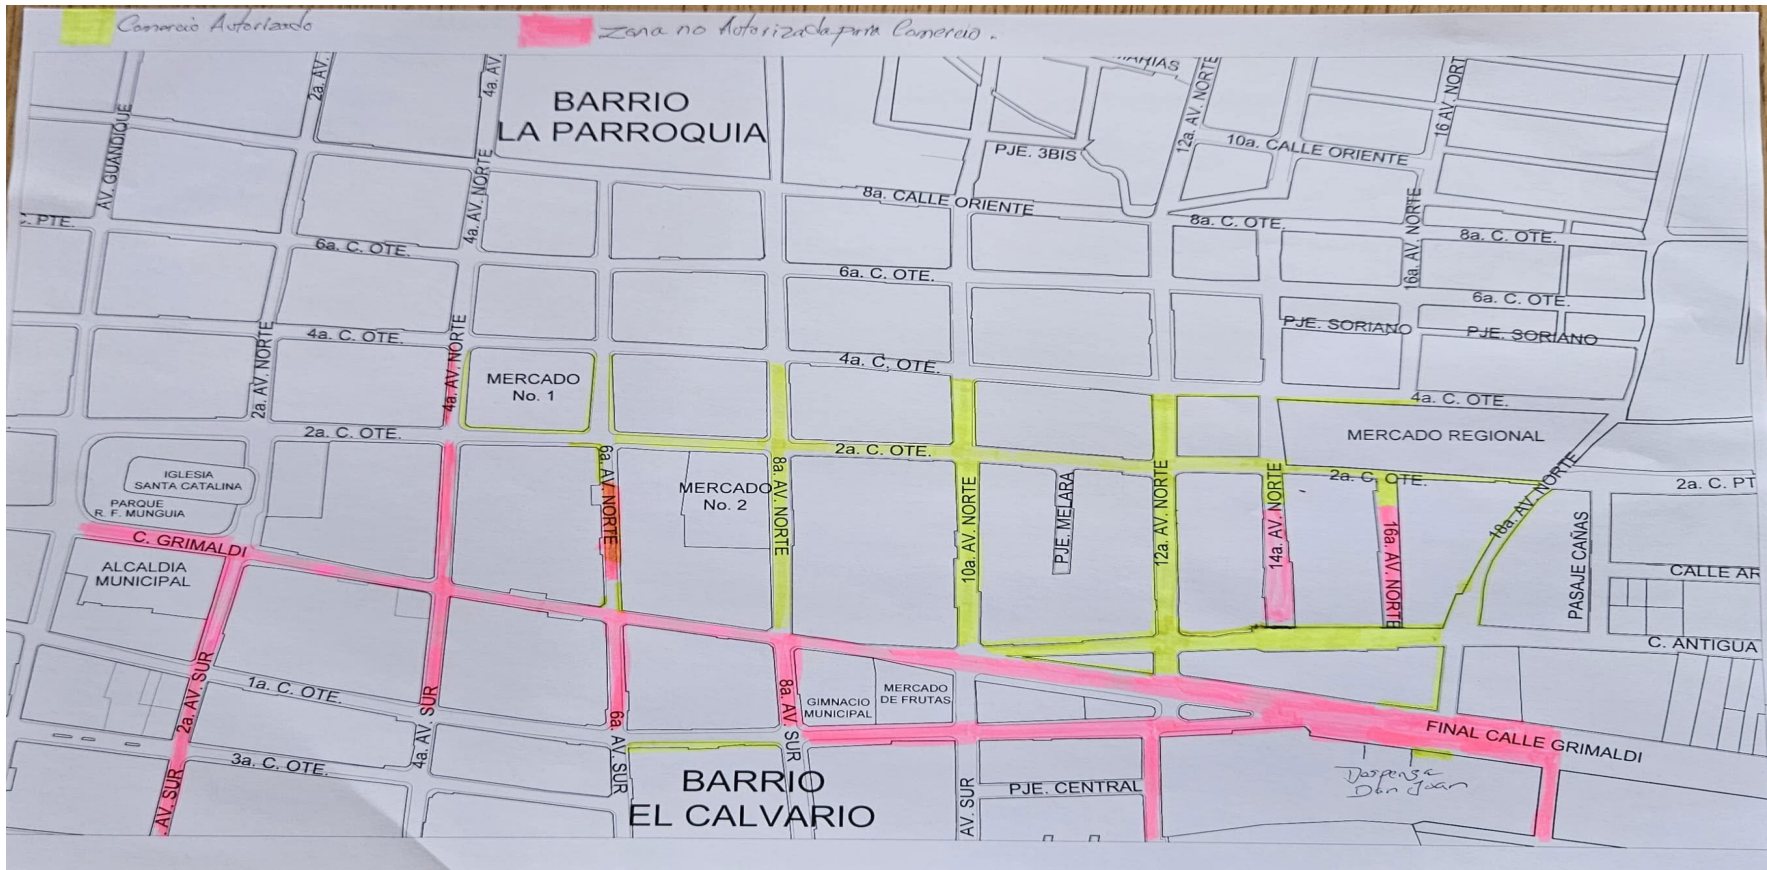 Comercio Autorizado
Zona no Autorizada para Comercio.
2a. AV.
4a. AV.
BARRIO
LA PARROQUIA
12a. AV. NORTE
16 AV. NORT
AV. GUANDIQUE
4a. AV. NORTE
PJE. 3BIS
10a. CALLE ORIENTE
8a. CALLE ORIENTE
C. PTE.
6a. C. OTE.
8a. C. OTE.
16a. AV. NORTE
8a. C. OTE.
6a. C. OTE.
6a. C. OTE.
4a. C. OTE.
2a. AV. NORTE
4a. AV. NORTE
PJE. SORIANO
PJE. SORIANO
MERCADO
No. 1
4a. C, OTE.
4a. C. OTE.
2a. C. OTE.
6a. AV. NORTE
2a. C. OTE.
MERCADO REGIONAL
IGLESIA
SANTA CATALINA
PARQUE
R. F. MUNGUIA
MERCADO
No. 2
8a. AV. NORTE
10a. AV. NORTE
PJE. MELARA
12a. AV. NORTE
14a. AV. NORTE
2a. C. OTE.
16a. AV. NORTE
18a. AV. NORTE
2a. C. PT
C. GRIMALDI
ALCALDIA
MUNICIPAL
PASAJE CAÑAS
CALLE AR
C. ANTIGUA
2a. AV. SUR
1a. C. OTE.
4a. AV. SUR
6a. AV. SUR
8a. AV. SUR
GIMNACIO
MUNICIPAL
MERCADO
DE FRUTAS
FINAL CALLE GRIMALDI
AV. SUR
3a. C. OTE.
BARRIO
EL CALVARIO
AV. SUR
PJE. CENTRAL
Despensa
Don Juan